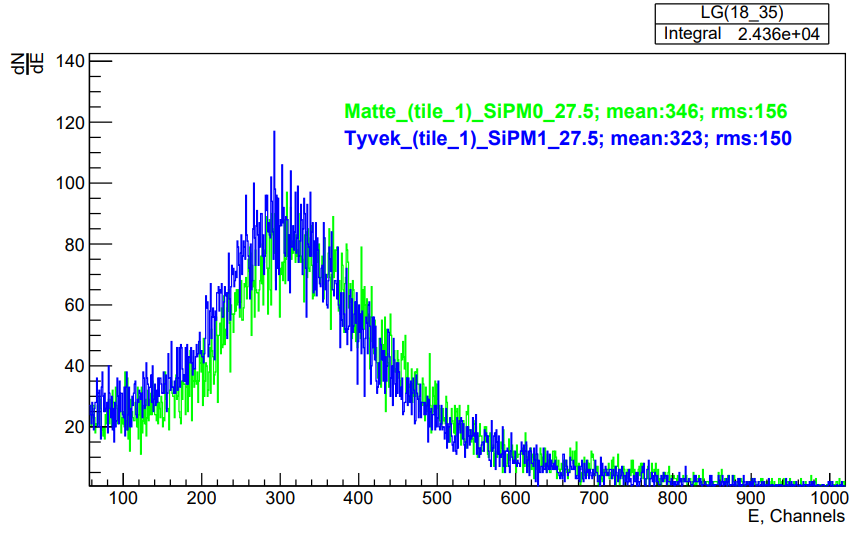 LG(18_35)
Integral 2.436e+04
dN
dE
140
120
100
80
60
40
20
Matte_(tile_1)_SiPM0_27.5; mean:346; rms:156
Tyvek_(tile_1)_SiPM1_27.5; mean:323; rms:150
100 200 300 400 500 600 700 800 900 1000
E, Channels